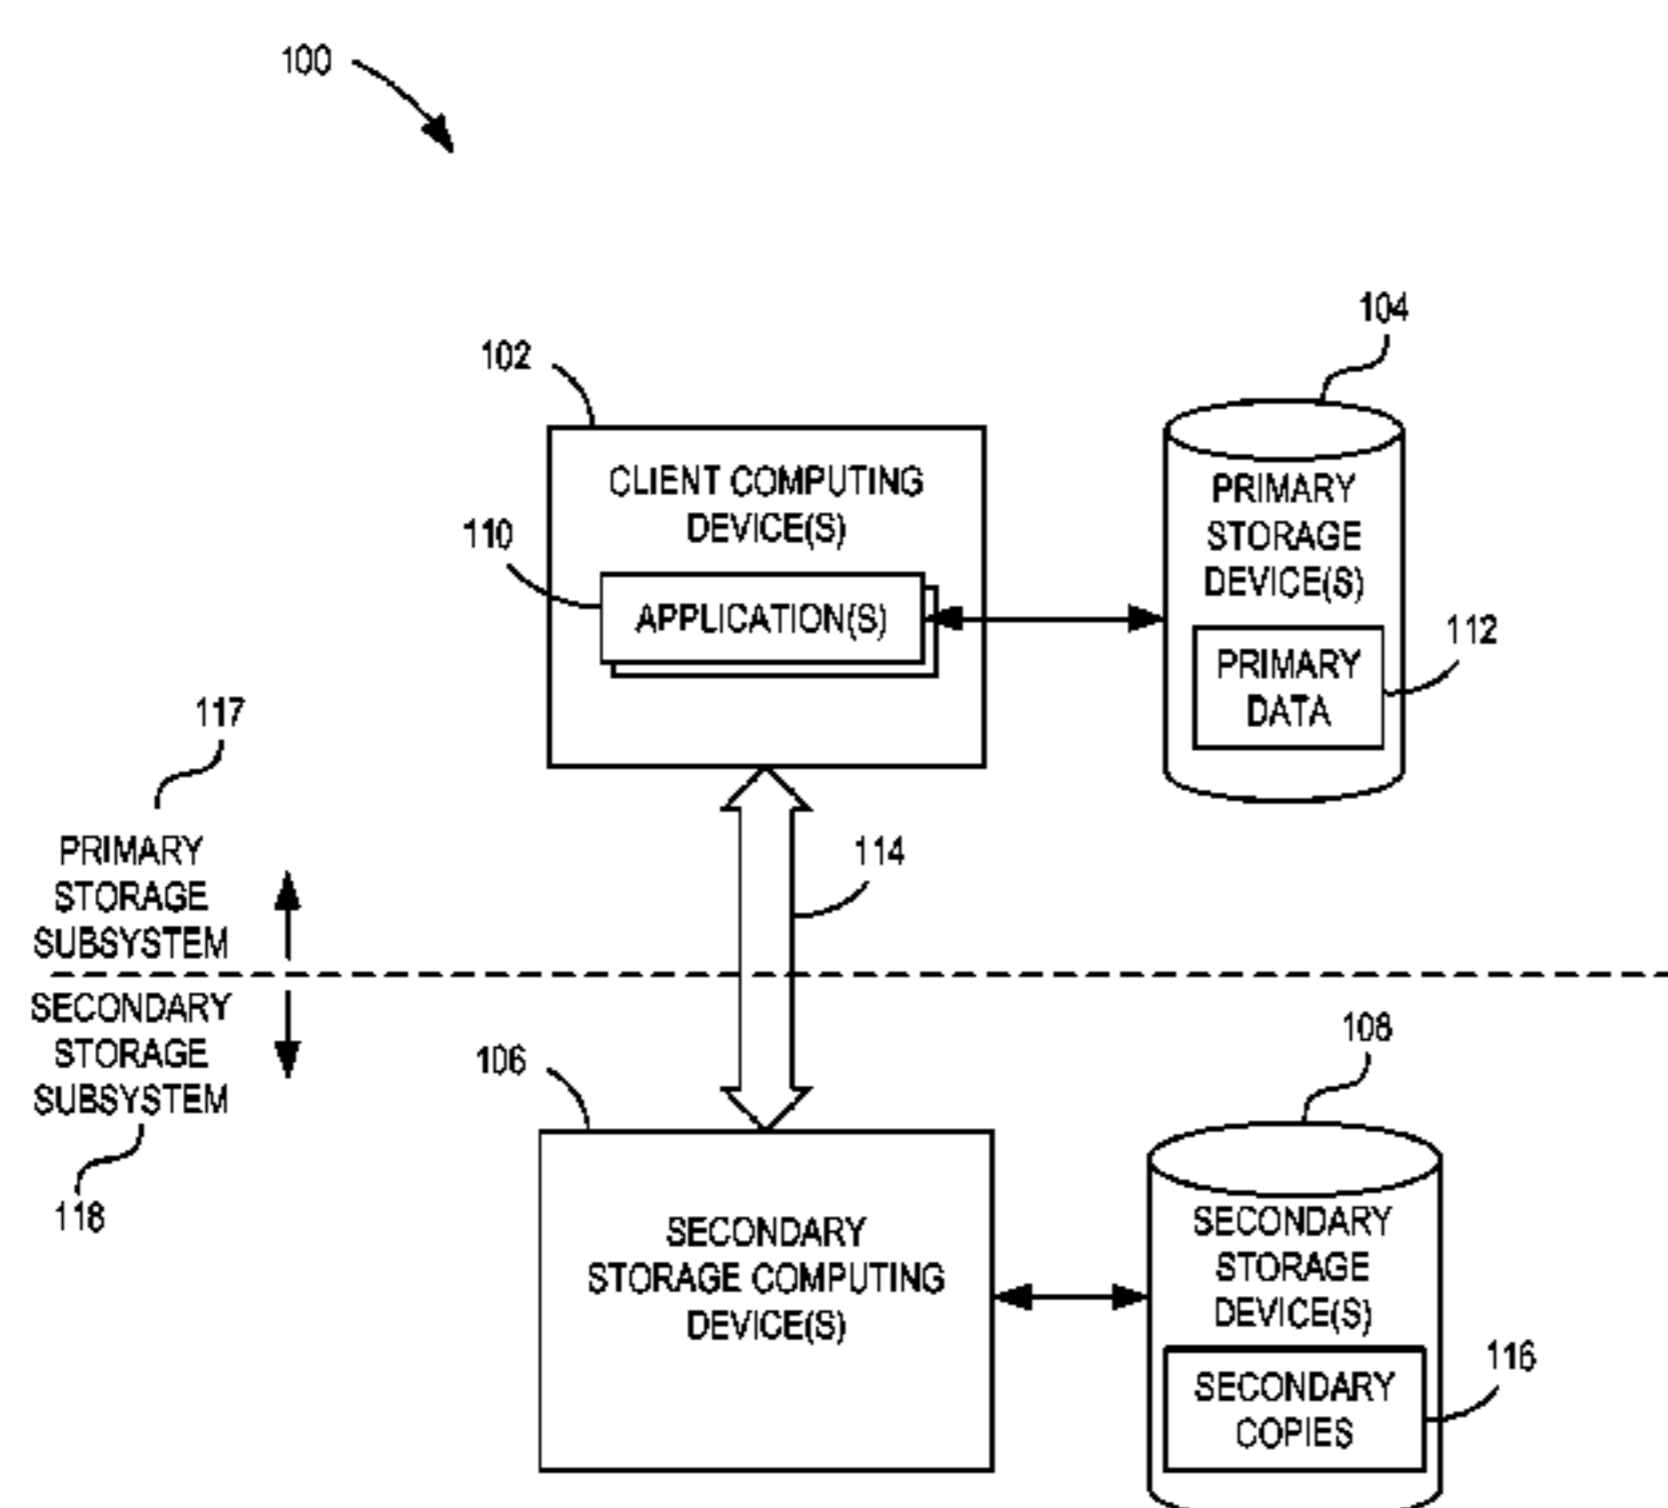 100
104
102
CLIENT COMPUTING
DEVICE(S)
110
APPLICATION(S)
PRIMARY
STORAGE
DEVICE(S)
112
PRIMARY
DATA
117
PRIMARY
STORAGE
SUBSYSTEM
114
SECONDARY
STORAGE
SUBSYSTEM
118
106
108
SECONDARY
STORAGE COMPUTING
DEVICE(S)
SECONDARY
STORAGE
DEVICE(S)
116
SECONDARY
COPIES